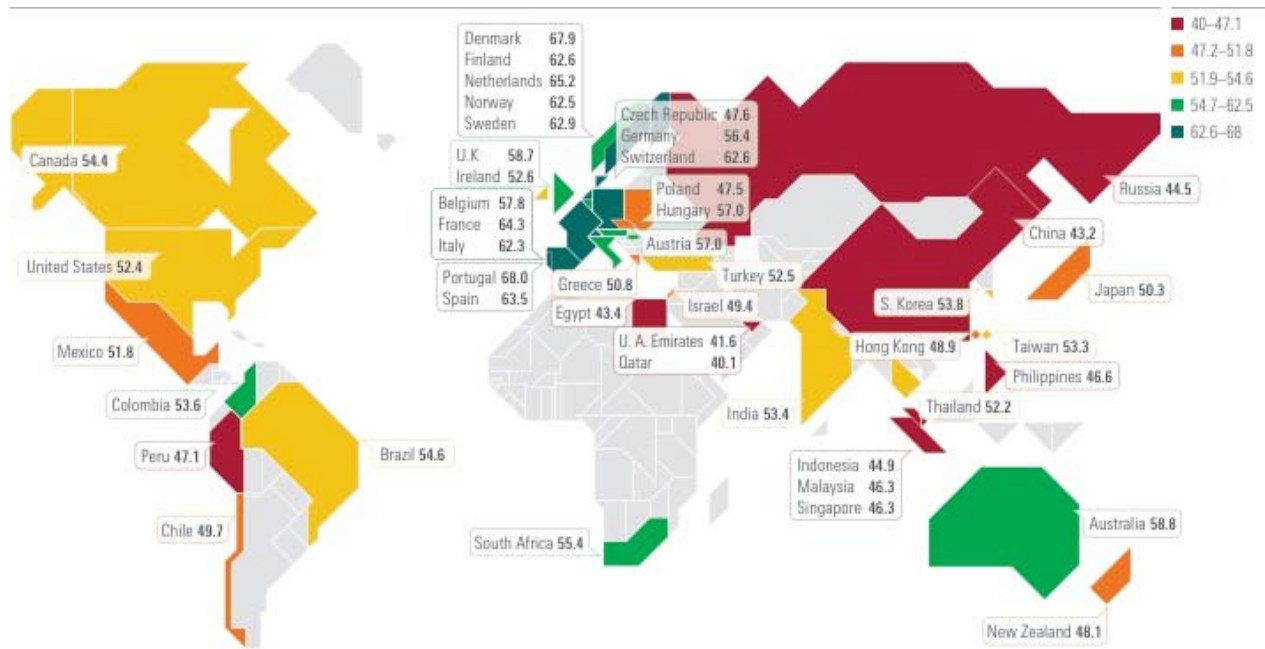 40–47.1
47.2–51.8
51.9–54.6
54.7–62.5
62.6–68
Denmark 67.9
Finland 62.6
Netherlands 65.2
Norway 62.5
Sweden 62.9
Czech Republic 47.6
Germany 56.4
Switzerland 62.6
Canada 54.4
U.K 58.7
Ireland 52.6
Poland 47.5
Hungary 57.0
Russia 44.5
Belgium 57.8
France 64.3
Italy 62.3
China 43.2
Austria 57.0
United States 52.4
Portugal 68.0
Spain 63.5
Greece 50.8
Turkey 52.5
Japan 50.3
Egypt 43.4
Israel 49.4
S. Korea 53.8
Mexico 51.8
U. A. Emirates 41.6
Qatar 40.1
Hong Kong 48.9
Taiwan 53.3
Philippines 46.6
Colombia 53.6
India 53.4
Thailand 52.2
Peru 47.1
Brazil 54.6
Indonesia 44.9
Malaysia 46.3
Singapore 46.3
Chile 49.7
South Africa 55.4
Australia 58.8
New Zealand 48.1